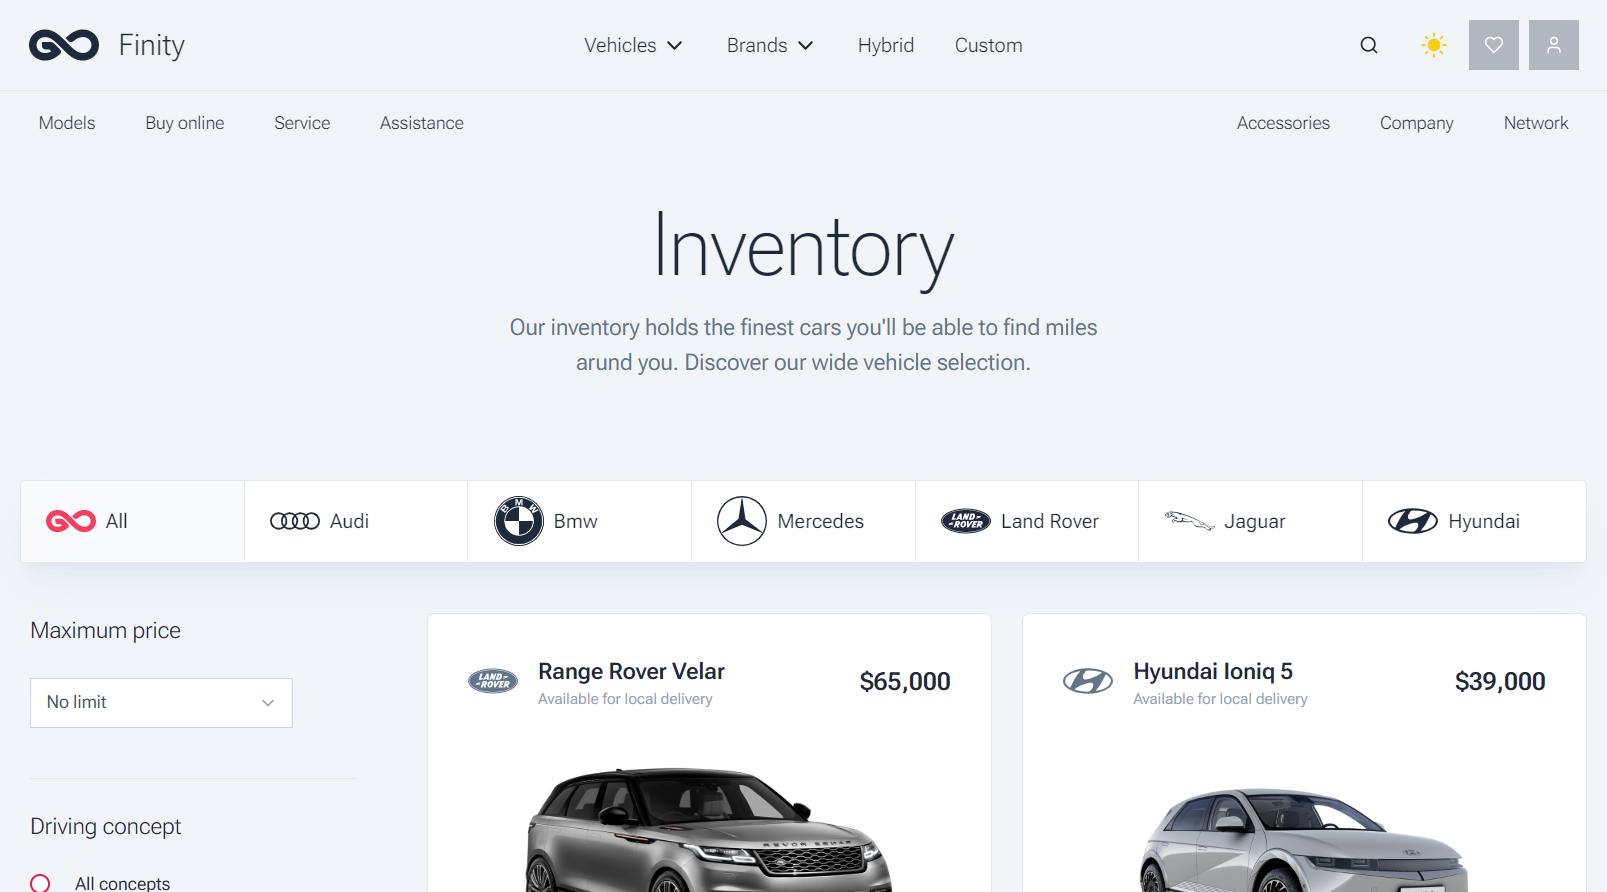 Finity
Vehicles
Brands
Hybrid
Custom
Models
Buy online
Service
Assistance
Accessories
Company
Network
Inventory
Our inventory holds the finest cars you'll be able to find miles
arund you. Discover our wide vehicle selection.
All
Audi
BMW
Bmw
Mercedes
LAND-
-ROVER
Land Rover
Jaguar
Hyundai
Maximum price
No limit
Driving concept
All concepts
LAND-
-ROVER
Range Rover Velar
Available for local delivery
$65,000
Hyundai Ioniq 5
Available for local delivery
$39,000